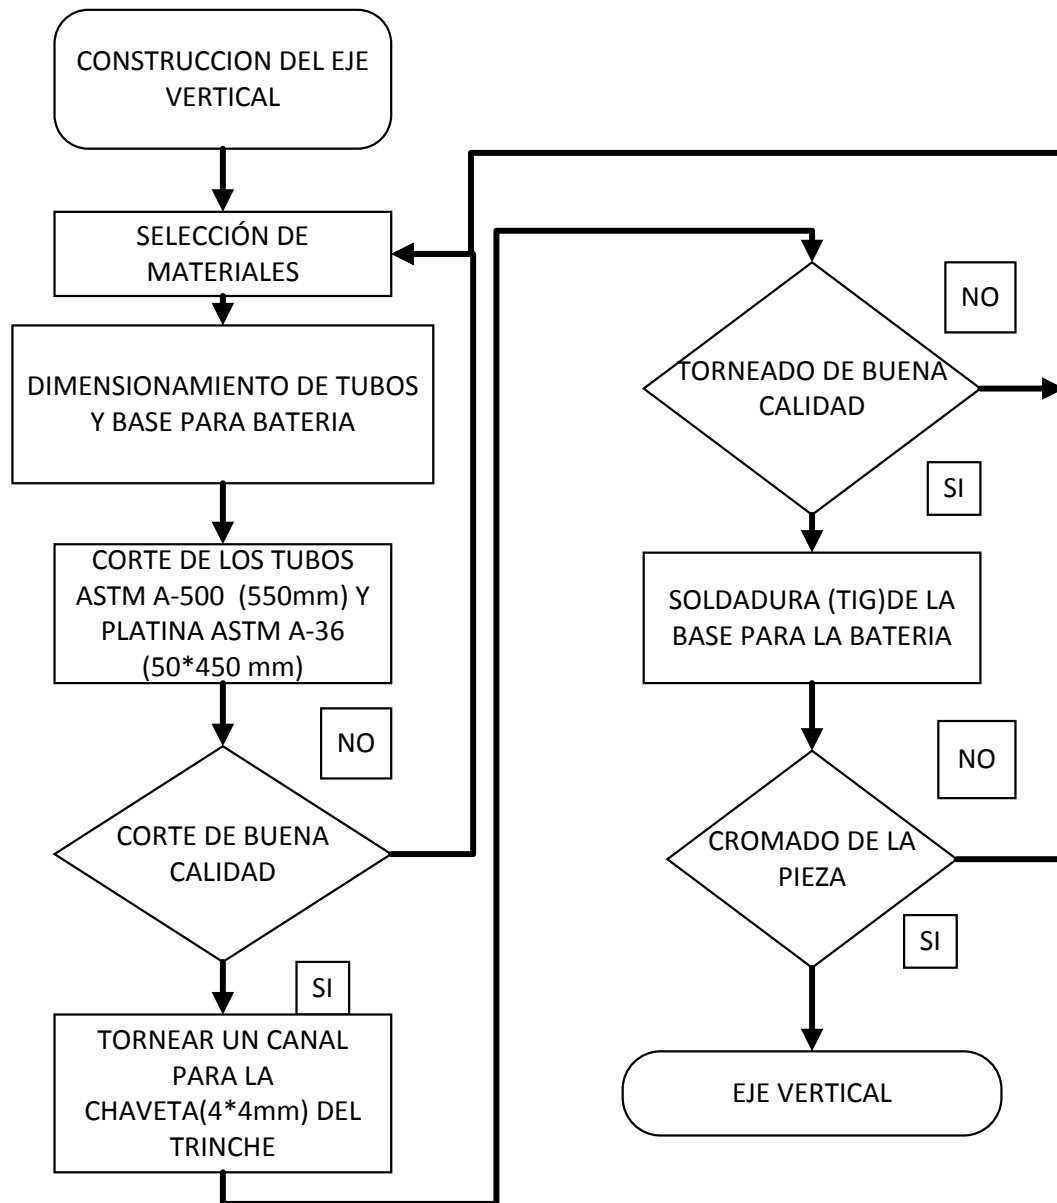 CONSTRUCCION DEL EJE
VERTICAL
SELECCIÓN DE
MATERIALES
DIMENSIONAMIENTO DE TUBOS
Y BASE PARA BATERIA
CORTE DE LOS TUBOS
ASTM A-500 (550mm) Y
PLATINA ASTM A-36
(50*450 mm)
NO
CORTE DE BUENA
CALIDAD
SI
TORNEAR UN CANAL
PARA LA
CHAVETA(4*4mm) DEL
TRINCHE
NO
TORNEADO DE BUENA
CALIDAD
SI
SOLDADURA (TIG)DE LA
BASE PARA LA BATERIA
NO
CROMADO DE LA
PIEZA
SI
EJE VERTICAL